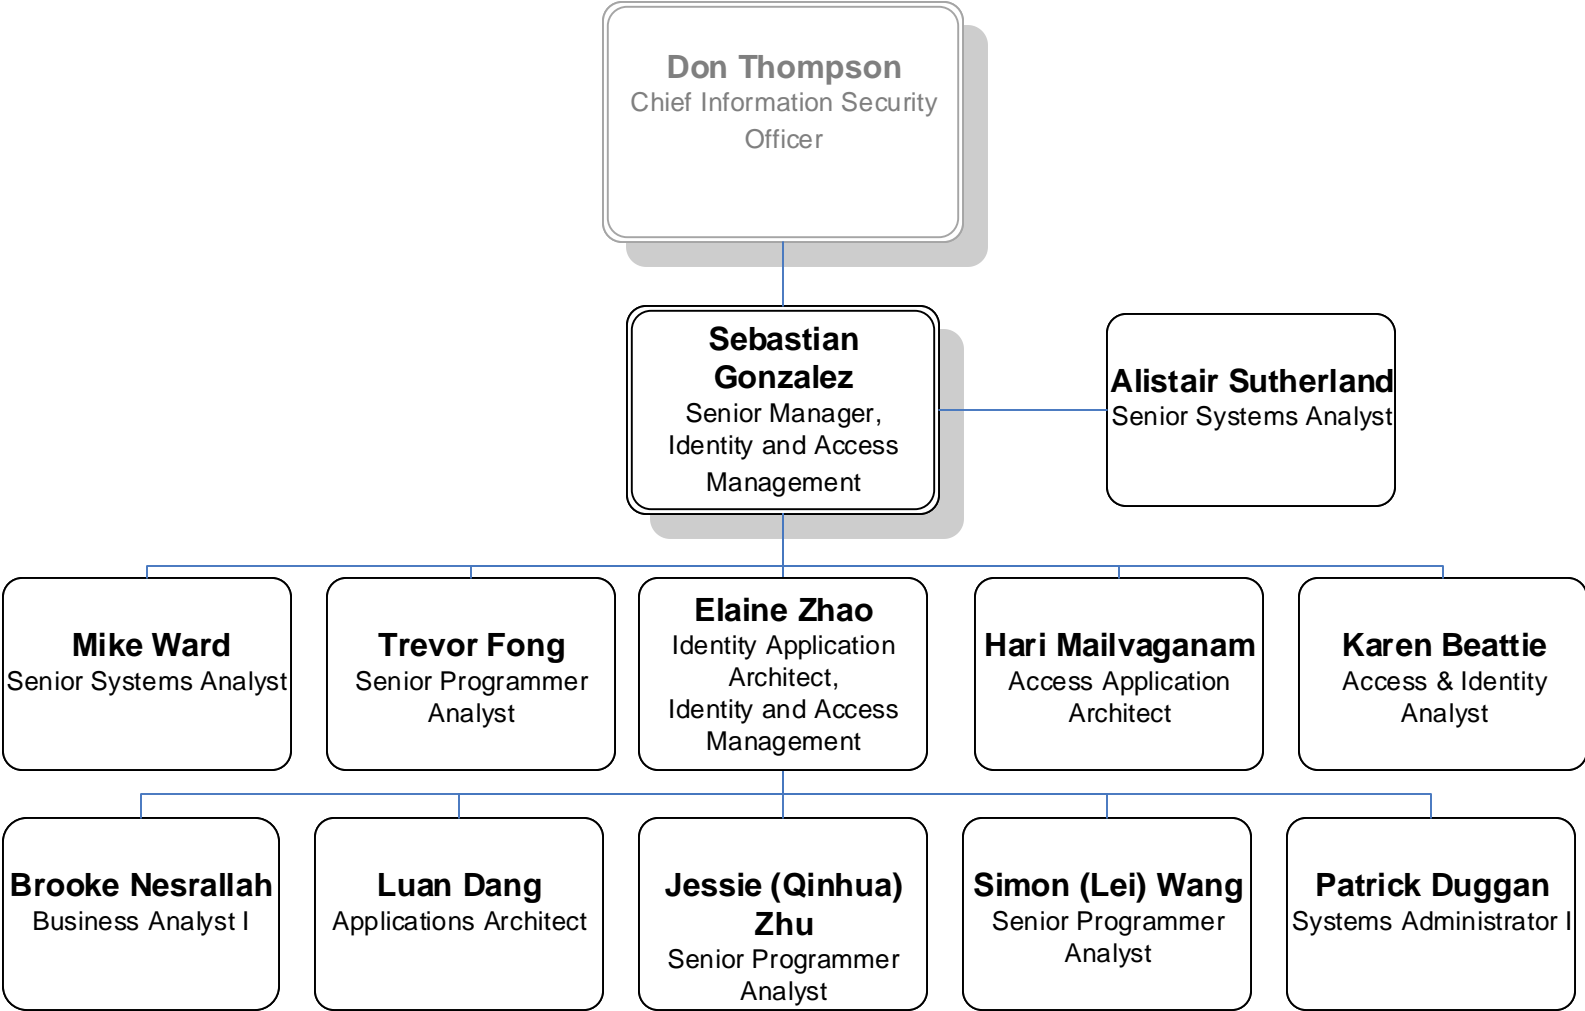 Don Thompson
Chief Information Security
Officer
Sebastian
Gonzalez
Senior Manager,
Identity and Access
Management
Alistair Sutherland
Senior Systems Analyst
Mike Ward
Senior Systems Analyst
Trevor Fong
Senior Programmer
Analyst
Elaine Zhao
Identity Application
Architect,
Identity and Access
Management
Hari Mailvaganam
Access Application
Architect
Karen Beattie
Access & Identity
Analyst
Brooke Nesrallah
Business Analyst I
Luan Dang
Applications Architect
Jessie (Qinhua)
Zhu
Senior Programmer
Analyst
Simon (Lei) Wang
Senior Programmer
Analyst
Patrick Duggan
Systems Administrator I